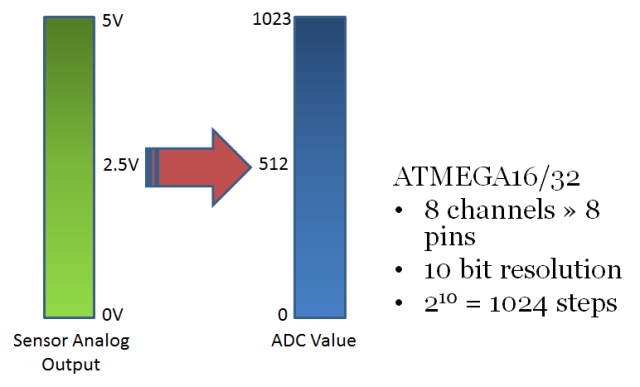 5V
2.5V
0V
Sensor Analog
Output
1023
512
0
ADC Value
ATMEGA16/32
• 8 channels » 8
pins
• 10 bit resolution
• 2¹⁰ = 1024 steps